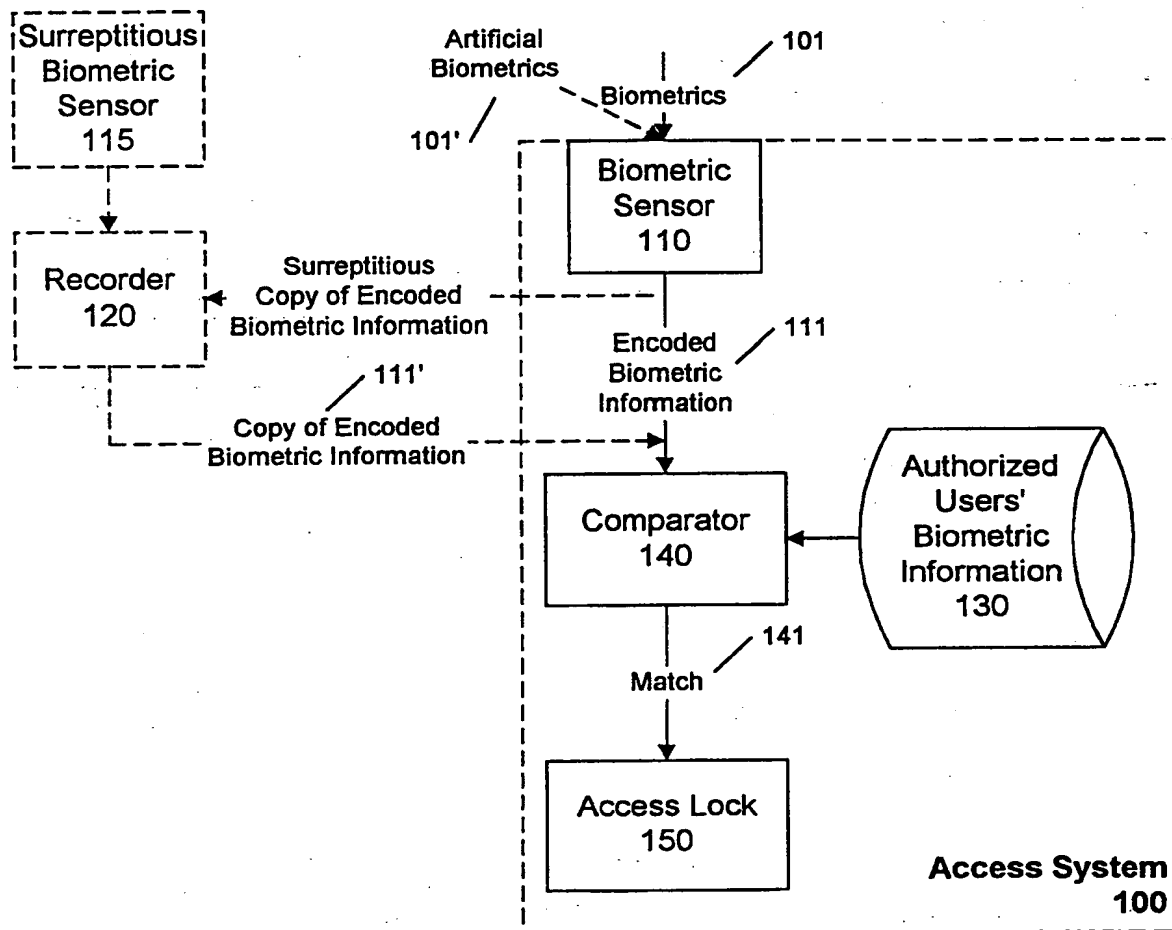 Surreptitious
Biometric
Sensor
115
Artificial
Biometrics
101
Biometrics
101'
Biometric
Sensor
110
Recorder
120
Surreptitious
Copy of Encoded
Biometric Information
111
Encoded
Biometric
Information
111'
Copy of Encoded
Biometric Information
Comparator
140
Authorized
Users'
Biometric
Information
130
141
Match
Access Lock
150
Access System
100